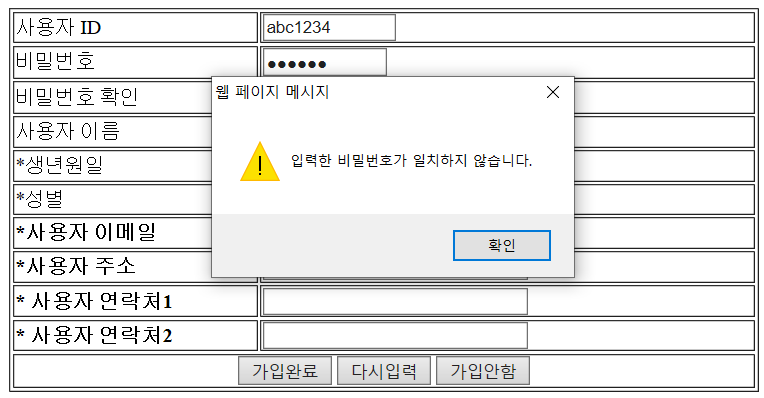 사용자 ID abc1234
비밀번호 ●●●●●●
웹 페이지 메시지
비밀번호 확인
사용자 이름
입력한 비밀번호가 일치하지 않습니다.
*생년원일
*성별
*사용자 이메일
확인
*사용자 주소
* 사용자 연락처1
* 사용자 연락처2
가입완료 다시입력 가입안함